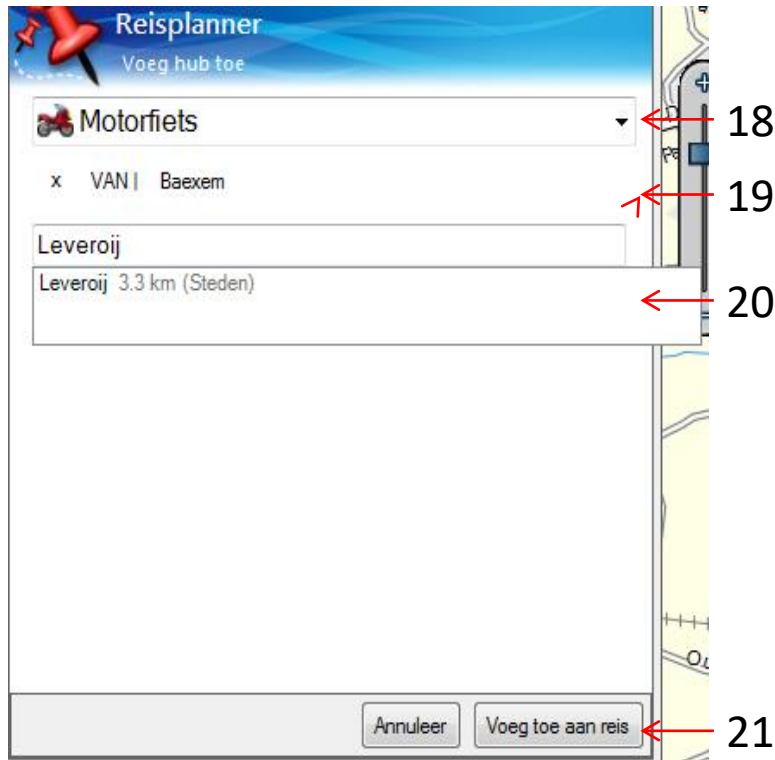 Reisplanner
Voeg hub toe
Motorfiets
18
x VAN | Baexem
19
Leveroij
Leveroij 3.3 km (Steden)
20
Annuleer Voeg toe aan reis
21